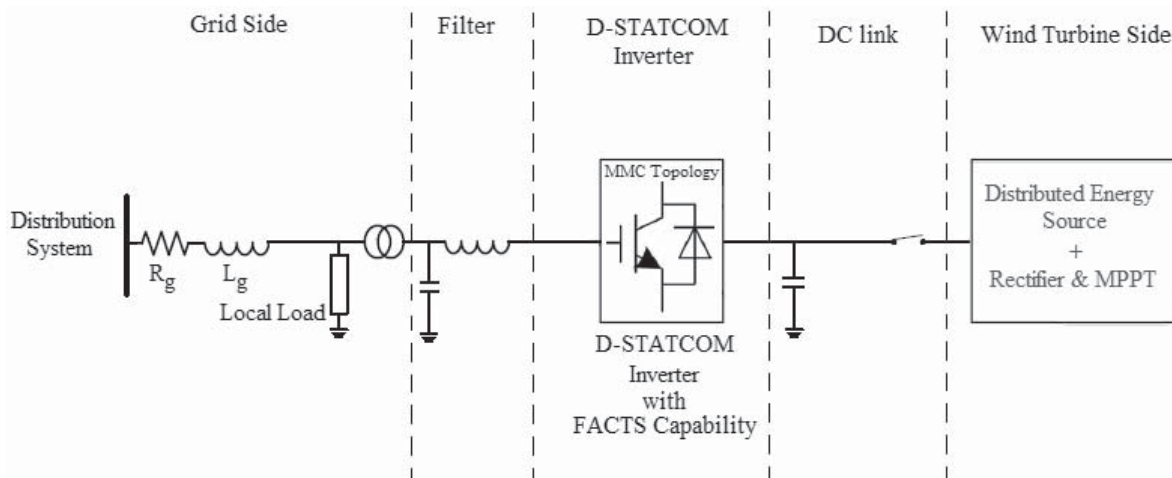 Grid Side
Filter
D-STATCOM
Inverter
DC link
Wind Turbine Side
MMC Topology
Distribution
System
Rg
Lg
Local Load
Distributed Energy
Source
+
Rectifier & MPPT
D-STATCOM
Inverter
with
FACTS Capability